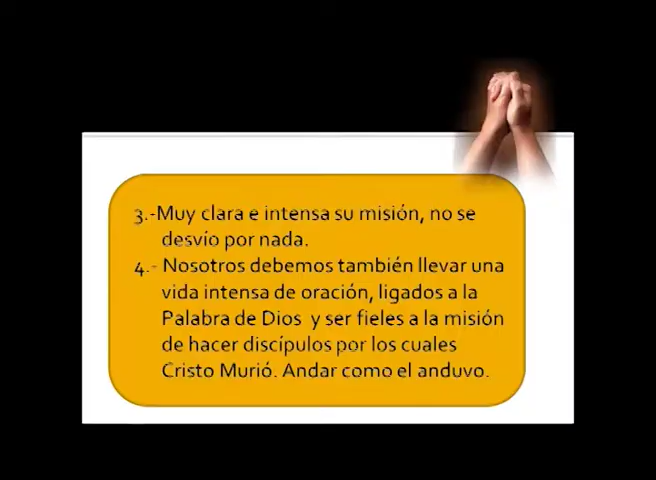 3.-Muy clara e intensa su misión, no se
desvío por nada.
4.- Nosotros debemos también llevar una
vida intensa de oración, ligados a la
Palabra de Dios y ser fieles a la misión
de hacer discípulos por los cuales
Cristo Murió. Andar como el anduvo.